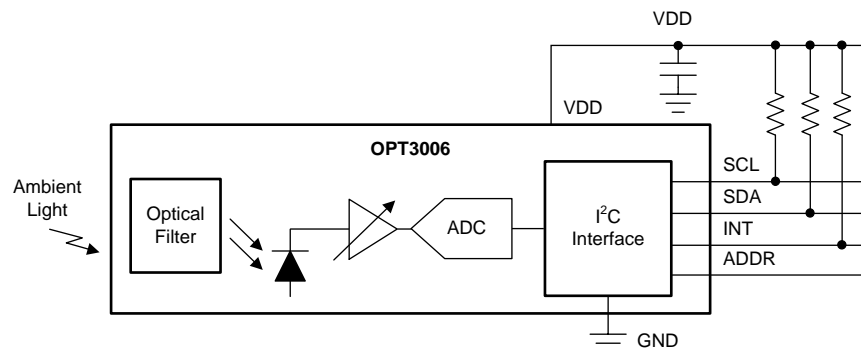 VDD
VDD
OPT3006
Ambient
Light
Optical
Filter
ADC
I²C
Interface
SCL
SDA
INT
ADDR
GND